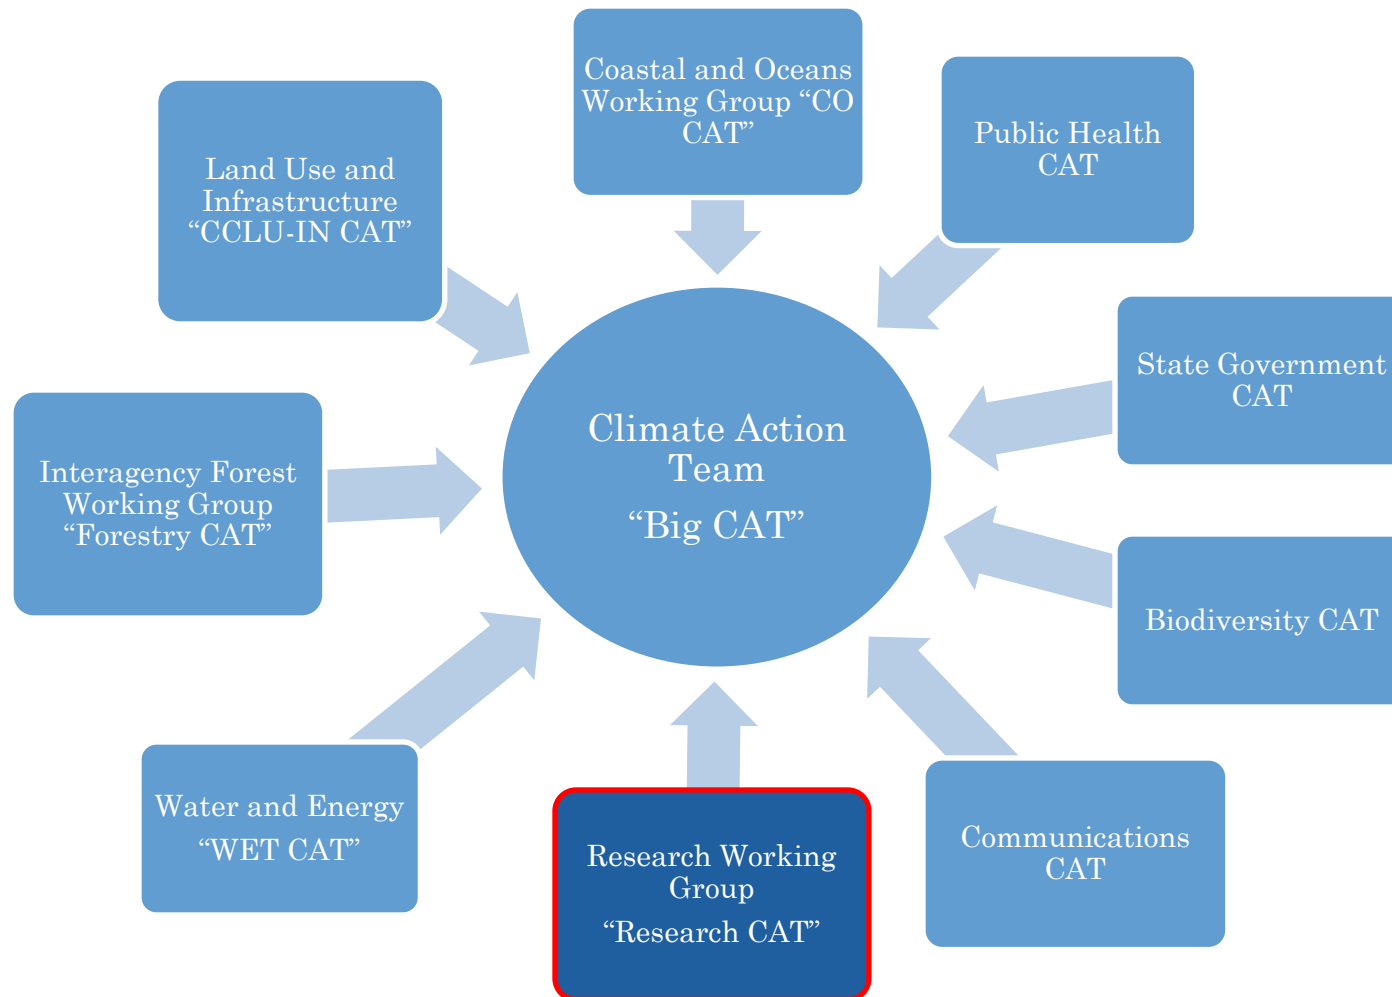 Coastal and Oceans
Working Group “CO
CAT”
Public Health
CAT
Land Use and
Infrastructure
“CCLU-IN CAT”
State Government
CAT
Climate Action
Team
“Big CAT”
Interagency Forest
Working Group
“Forestry CAT”
Biodiversity CAT
Water and Energy
“WET CAT”
Research Working
Group
“Research CAT”
Communications
CAT